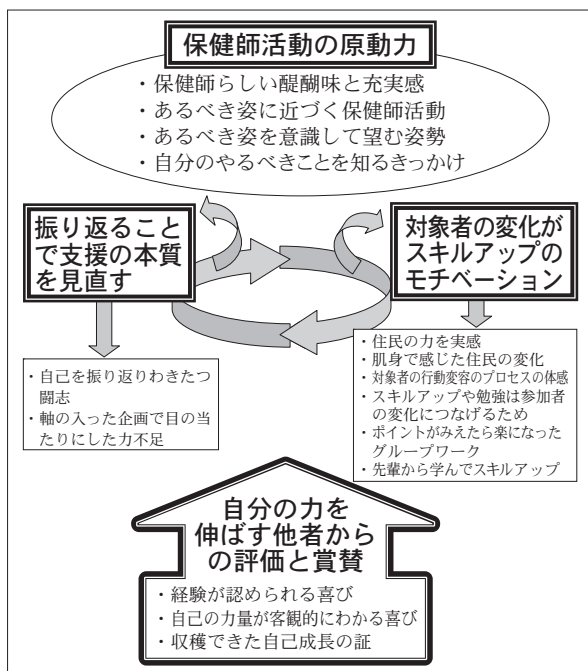 保健師活動の原動力
・保健師らしい醍醐味と充実感
・あるべき姿に近づく保健師活動
・あるべき姿を意識して望む姿勢
・自分のやるべきことを知るきっかけ
振り返ること
で支援の本質
を見直す
・自己を振り返りわきたつ
闘志
・軸の入った企画で目の当
たりにした力不足
対象者の変化が
スキルアップの
モチベーション
・住民の力を実感
・肌身で感じた住民の変化
・対象者の行動変容のプロセスの体感
・スキルアップや勉強は参加者
の変化につなげるため
・ポイントがみえたら楽になった
グループワーク
・先輩から学んでスキルアップ
自分の力を
伸ばす他者から
の評価と賞賛
・経験が認められる喜び
・自己の力量が客観的にわかる喜び
・収穫できた自己成長の証